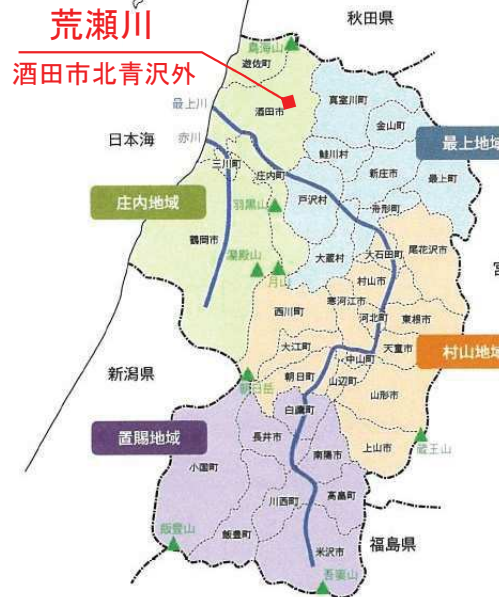 荒瀬川
秋田県
鳥海山
酒田市北青沢外
遊佐町
最上川
酒田市
真室川町
金山町
日本海
赤川
最上地域
三川町
鮭川村
新庄市
庄内町
最上町
庄内地域
羽黒山
戸沢村
舟形町
鶴岡市
湯殿山
大蔵村
大石田町
尾花沢市
月山
村山市
宮
西川町
寒河江市
河北町
東根市
大江町
天童市
中山町
村山地域
新潟県
朝日岳
朝日町
山辺町
白鷹町
山形市
置賜地域
長井市
南陽市
上山市
蔵王山
小国町
川西町
高畠町
飯豊山
飯豊町
米沢市
福島県
吾妻山